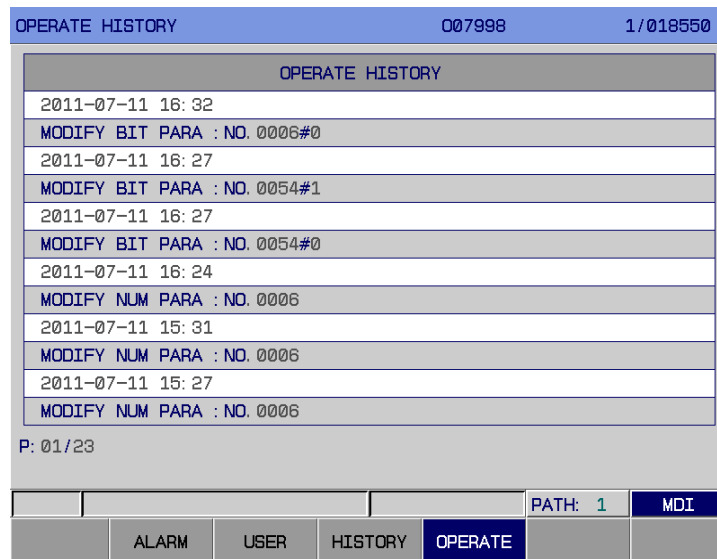 OPERATE HISTORY O07998 1/018550
OPERATE HISTORY
2011-07-11 16:32
MODIFY BIT PARA : NO. 0006#0
2011-07-11 16:27
MODIFY BIT PARA : NO. 0054#1
2011-07-11 16:27
MODIFY BIT PARA : NO. 0054#0
2011-07-11 16:24
MODIFY NUM PARA : NO. 0006
2011-07-11 15:31
MODIFY NUM PARA : NO. 0006
2011-07-11 15:27
MODIFY NUM PARA : NO. 0006
P: 01/23
PATH: 1 MDI
ALARM USER HISTORY OPERATE